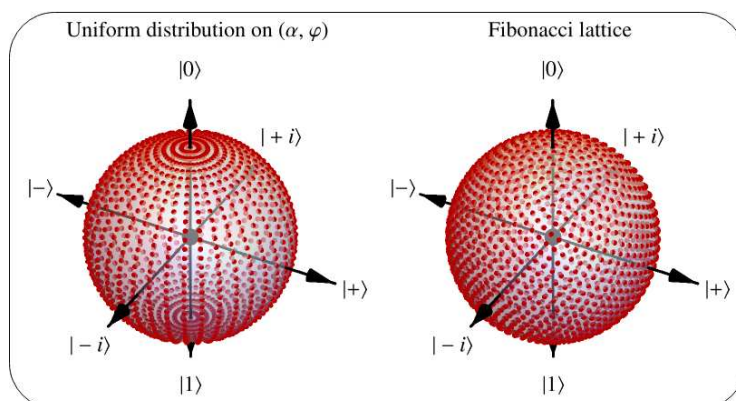 Uniform distribution on (α, φ)
|0⟩
|+i⟩
|−⟩
|+⟩
|−i⟩
|1⟩
Fibonacci lattice
|0⟩
|+i⟩
|−⟩
|+⟩
|−i⟩
|1⟩